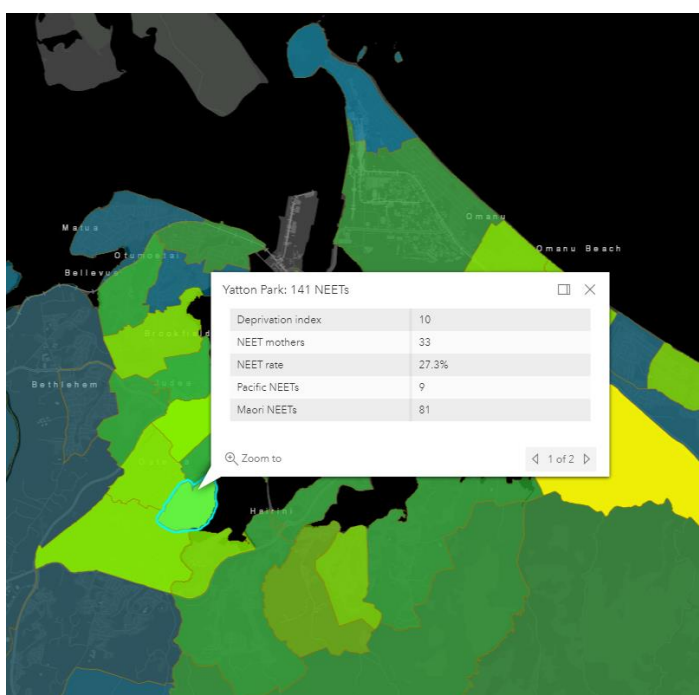 Omanu
Matua
Omanu Beach
Otumoetai
Bellevue
Yatton Park: 141 NEETs
Deprivation index 10
NEET mothers 33
NEET rate 27.3%
Pacific NEETs 9
Maori NEETs 81
Zoom to
1 of 2
Brookfield
Bethlehem
Judea
Hairini